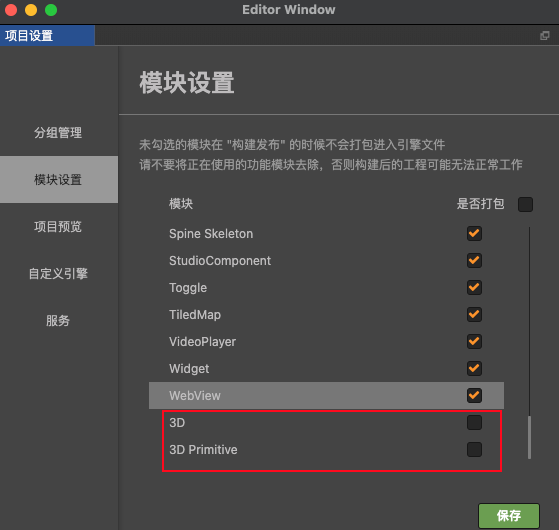 Editor Window
项目设置
模块设置
分组管理
模块设置
项目预览
自定义引擎
服务
未勾选的模块在 "构建发布" 的时候不会打包进入引擎文件
请不要将正在使用的功能模块去除，否则构建后的工程可能无法正常工作
模块 是否打包
Spine Skeleton
StudioComponent
Toggle
TiledMap
VideoPlayer
Widget
WebView
3D
3D Primitive
保存